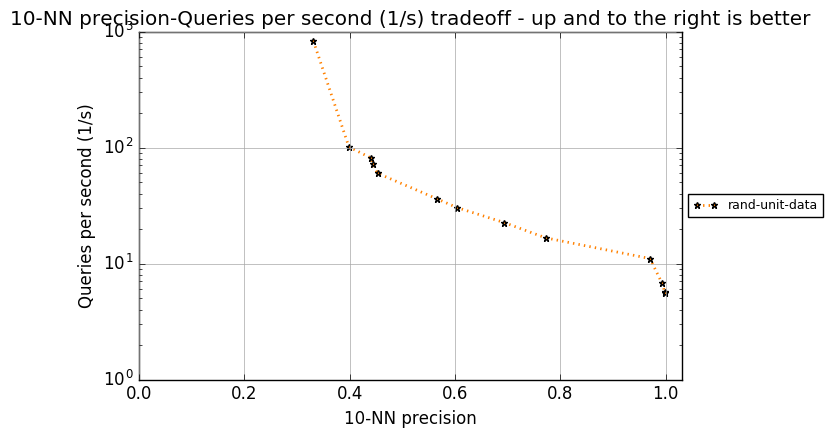 10-NN precision-Queries per second (1/s) tradeoff - up and to the right is better
10³
10²
10¹
10⁰
Queries per second (1/s)
0.0 0.2 0.4 0.6 0.8 1.0
10-NN precision
rand-unit-data